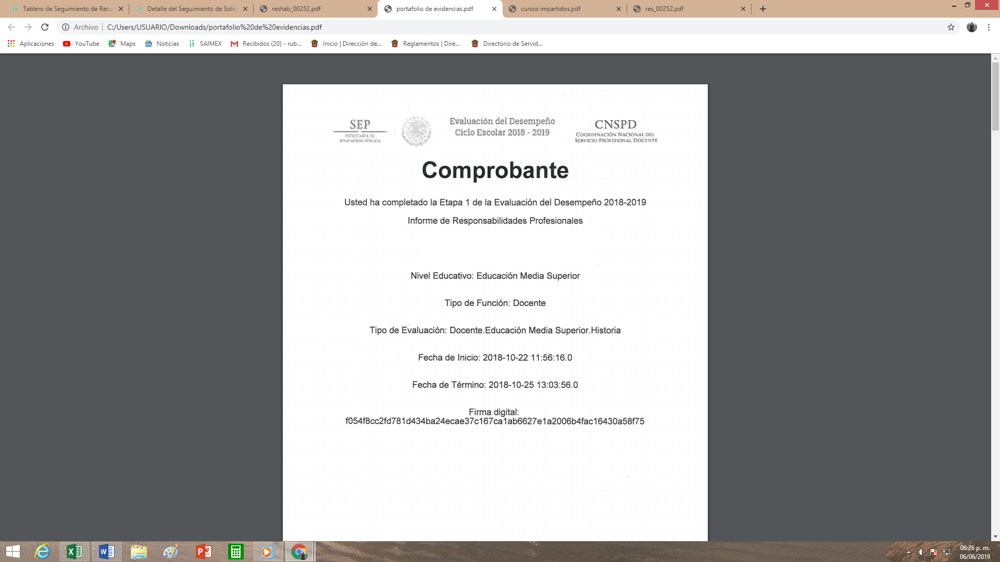 Tablero de Seguimiento de Recu
Detalle del Seguimiento de Solic
reshab_00252.pdf
portafolio de evidencias.pdf
cursos impartidos.pdf
res_00252.pdf
Archivo
C:/Users/USUARIO/Downloads/portafolio%20de%20evidencias.pdf
Aplicaciones
YouTube
Maps
Noticias
SAIMEX
Recibidos (20) - rub...
Inicio | Dirección de...
Reglamentos | Dire...
Directorio de Servid...
SEP
SECRETARÍA DE
EDUCACIÓN PÚBLICA
Evaluación del Desempeño
Ciclo Escolar 2018 - 2019
CNSPD
COORDINACIÓN NACIONAL DEL
SERVICIO PROFESIONAL DOCENTE
Comprobante
Usted ha completado la Etapa 1 de la Evaluación del Desempeño 2018-2019
Informe de Responsabilidades Profesionales
Nivel Educativo: Educación Media Superior
Tipo de Función: Docente
Tipo de Evaluación: Docente.Educación Media Superior.Historia
Fecha de Inicio: 2018-10-22 11:56:16.0
Fecha de Término: 2018-10-25 13:03:56.0
Firma digital:
f054f8cc2fd781d434ba24ecae37c167ca1ab6627e1a2006b4fac16430a58f75
06:26 p. m.
06/06/2019